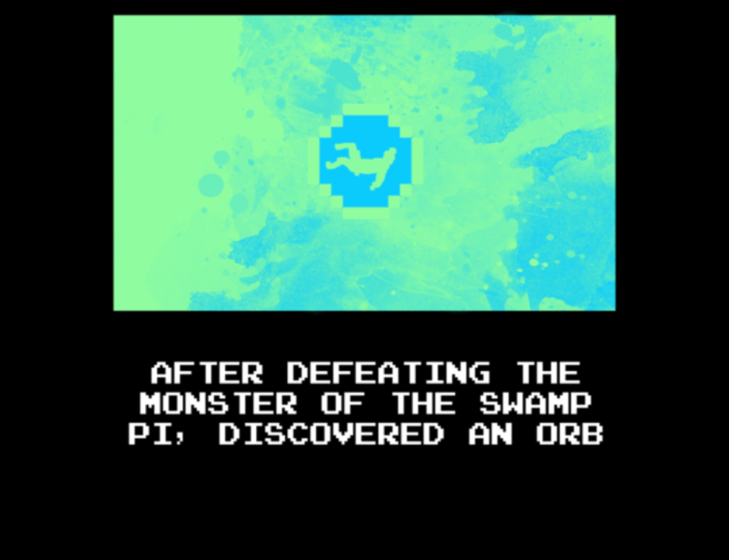 AFTER DEFEATING THE
MONSTER OF THE SWAMP
PI, DISCOVERED AN ORB